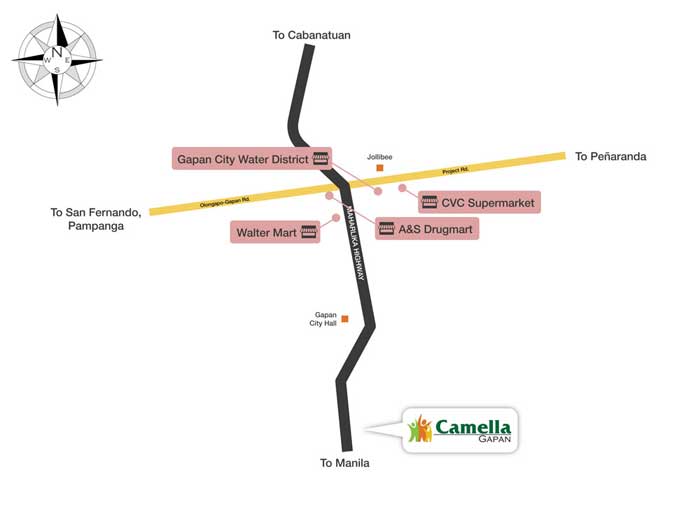 To Cabanatuan
N
W
E
S
Gapan City Water District
Jollibee
To Peñaranda
Project Rd.
Olongapo-Gapan Rd.
CVC Supermarket
To San Fernando,
Pampanga
Walter Mart
A&S Drugmart
MAHARLIKA HIGHWAY
Gapan
City Hall
Camella
GAPAN
To Manila